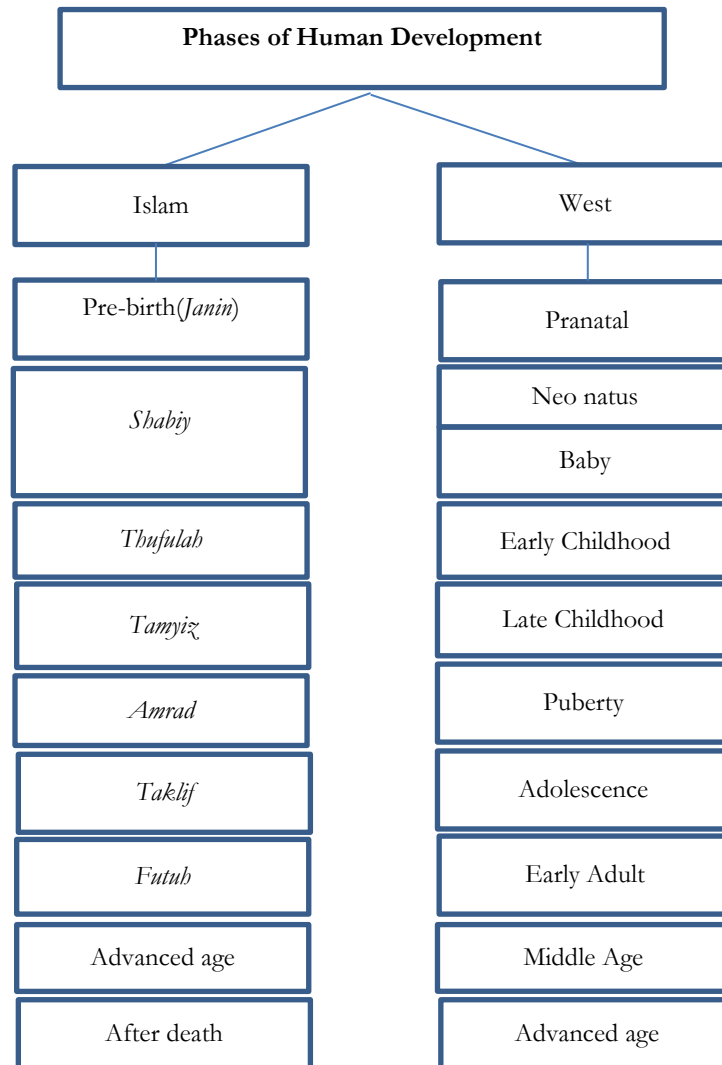 Phases of Human Development
Islam
West
Pre-birth(Janin)
Shabiy
Thufulah
Tamyiz
Amrad
Taklif
Futuh
Advanced age
After death
Pranatal
Neo natus
Baby
Early Childhood
Late Childhood
Puberty
Adolescence
Early Adult
Middle Age
Advanced age